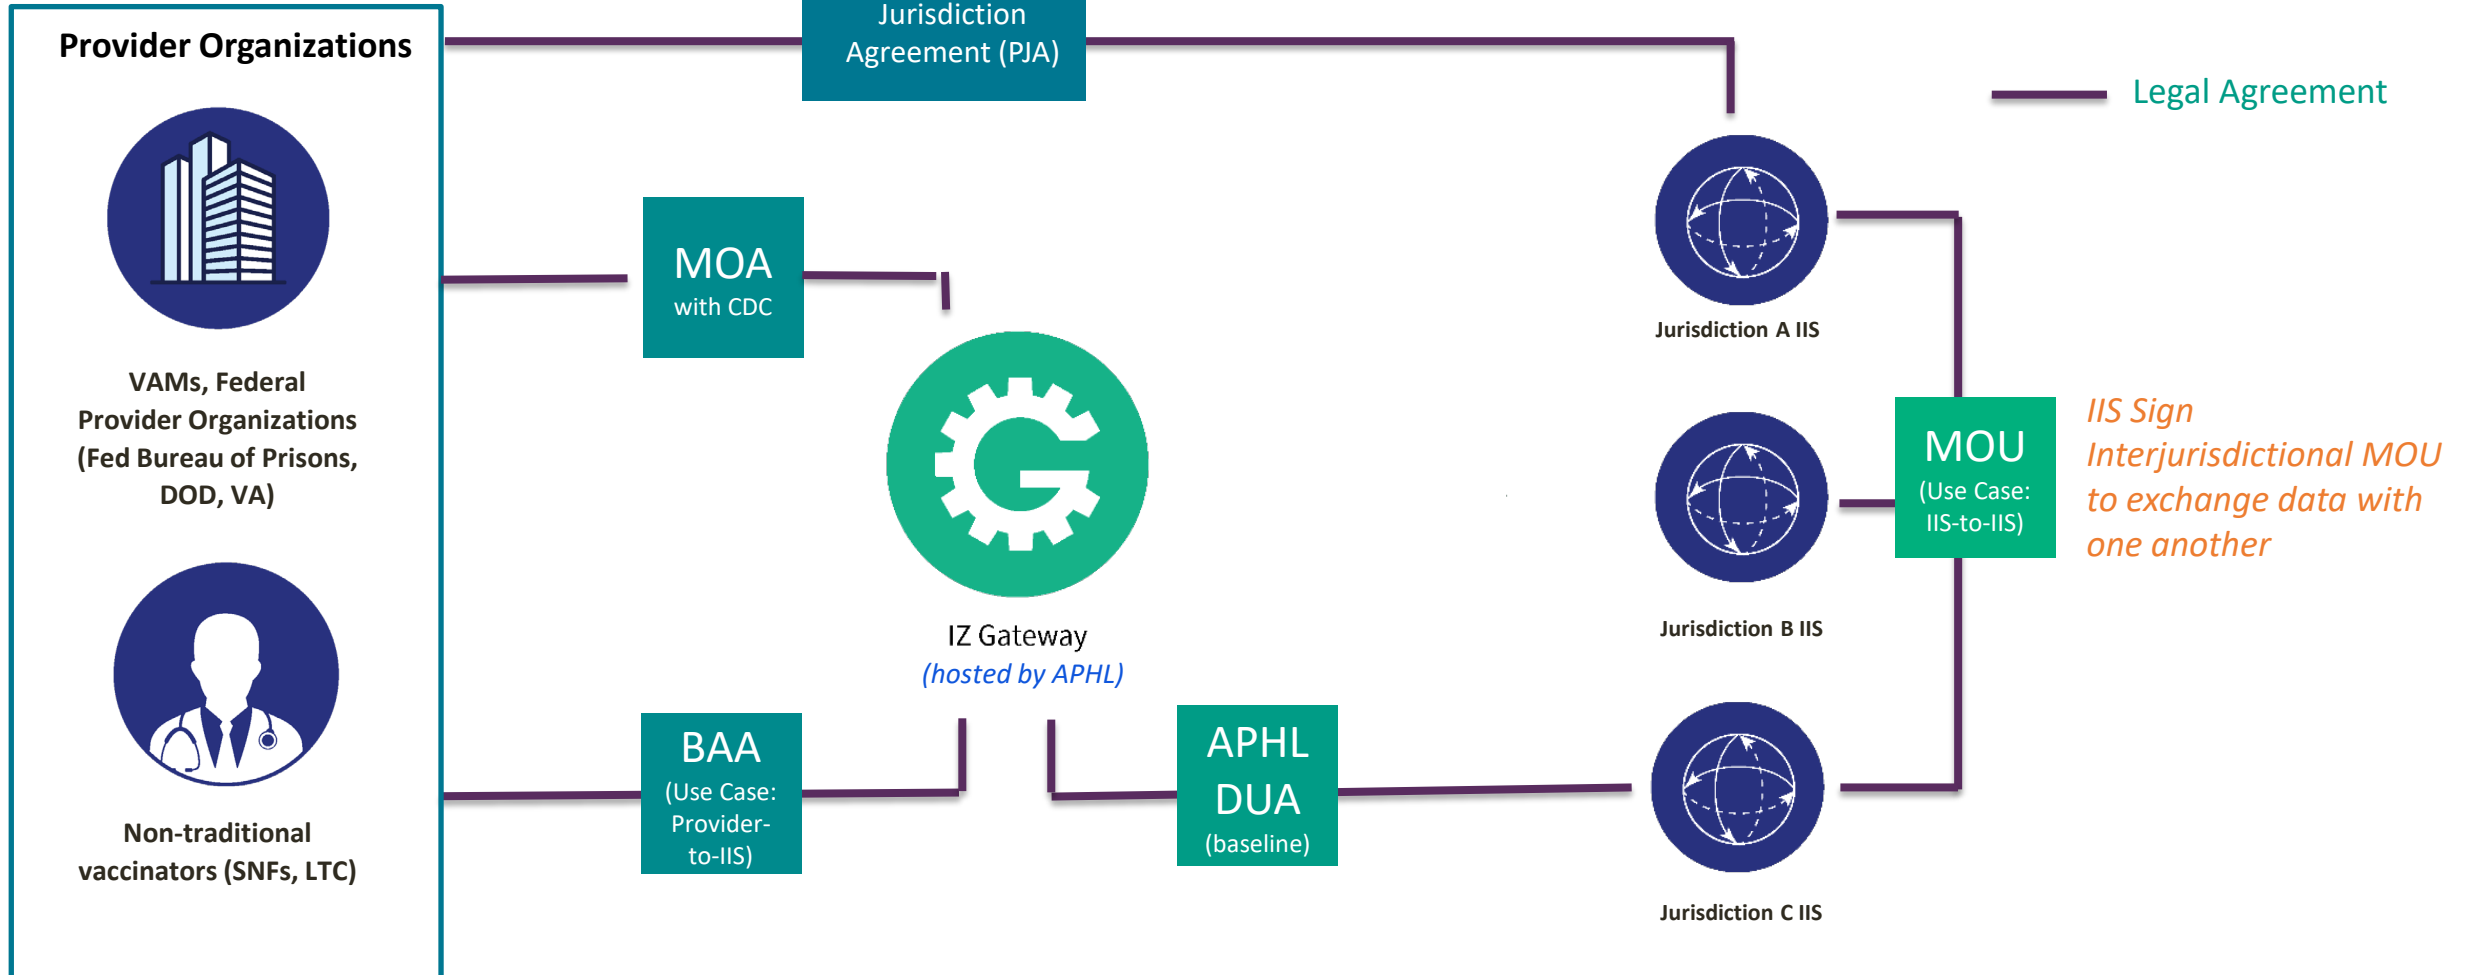 Provider Organizations
VAMs, Federal
Provider Organizations
(Fed Bureau of Prisons,
DOD, VA)
Non-traditional
vaccinators (SNFs, LTC)
Jurisdiction
Agreement (PJA)
MOA
with CDC
IZ Gateway
(hosted by APHL)
BAA
(Use Case:
Provider-
to-IIS)
APHL
DUA
(baseline)
Legal Agreement
Jurisdiction A IIS
Jurisdiction B IIS
Jurisdiction C IIS
MOU
(Use Case:
IIS-to-IIS)
IIS Sign
Interjurisdictional MOU
to exchange data with
one another